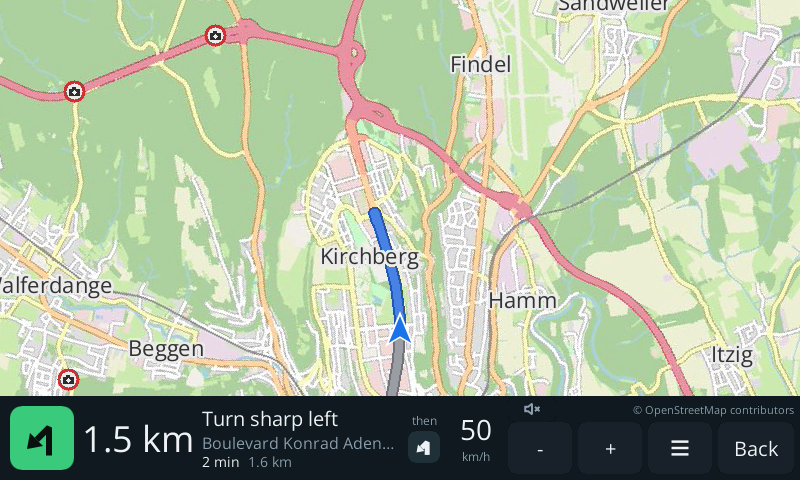 Sandweiler
Findel
Kirchberg
Walferdange
Hamm
Beggen
Itzig
© OpenStreetMap contributors
1.5 km
Turn sharp left
Boulevard Konrad Aden...
2 min 1.6 km
then
50
km/h
-
+
Back